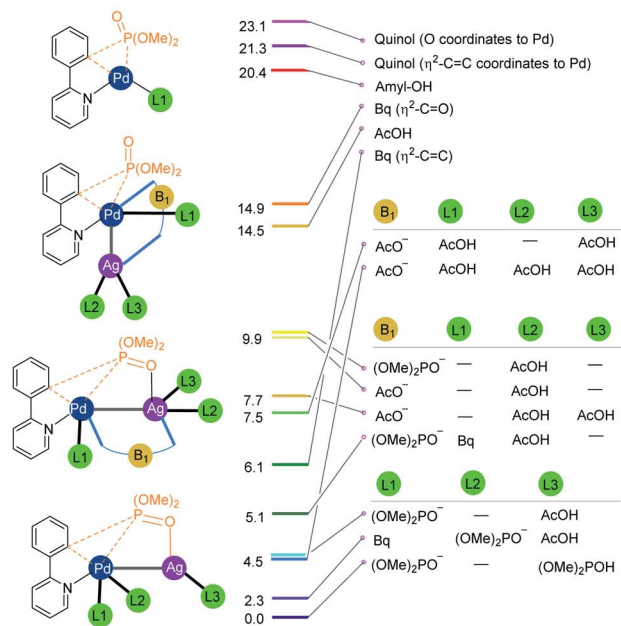 O
P
(OMe)₂
Pd
N
L1
O
P
(OMe)₂
B₁
Pd
L1
N
Ag
L2
L3
(OMe)₂
P
O
L3
Pd
Ag
L2
N
L1
B₁
(OMe)₂
P
O
Pd
Ag
N
L2
L3
L1
23.1
21.3
20.4
14.9
14.5
9.9
7.7
7.5
6.1
5.1
4.5
2.3
0.0
Quinol (O coordinates to Pd)
Quinol (η²-C=C coordinates to Pd)
Amyl-OH
Bq (η²-C=O)
AcOH
Bq (η²-C=C)
B₁ L1 L2 L3
AcO⁻ AcOH — AcOH
AcO⁻ AcOH AcOH AcOH
B₁ L1 L2 L3
(OMe)₂PO⁻ — AcOH —
AcO⁻ — AcOH —
AcO⁻ — AcOH AcOH
(OMe)₂PO⁻ Bq AcOH —
L1 L2 L3
(OMe)₂PO⁻ — AcOH
Bq (OMe)₂PO⁻ AcOH
(OMe)₂PO⁻ — (OMe)₂POH